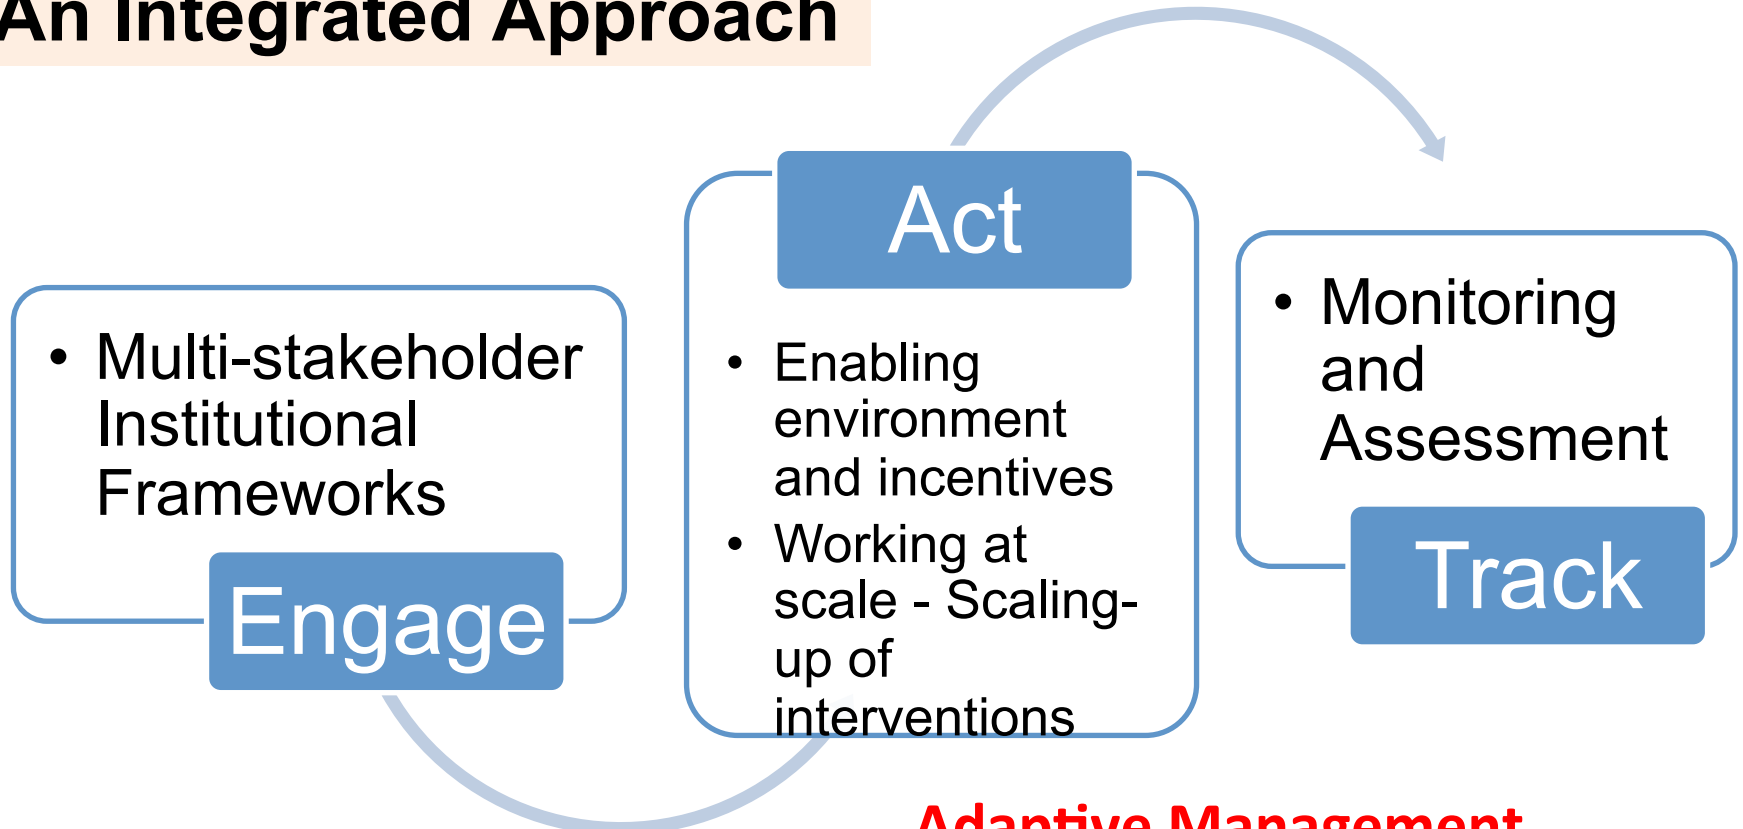 An Integrated Approach
• Multi-stakeholder
Institutional
Frameworks
Engage
Act
• Enabling
environment
and incentives
• Working at
scale - Scaling-
up of
interventions
• Monitoring
and
Assessment
Track
Adaptive Management